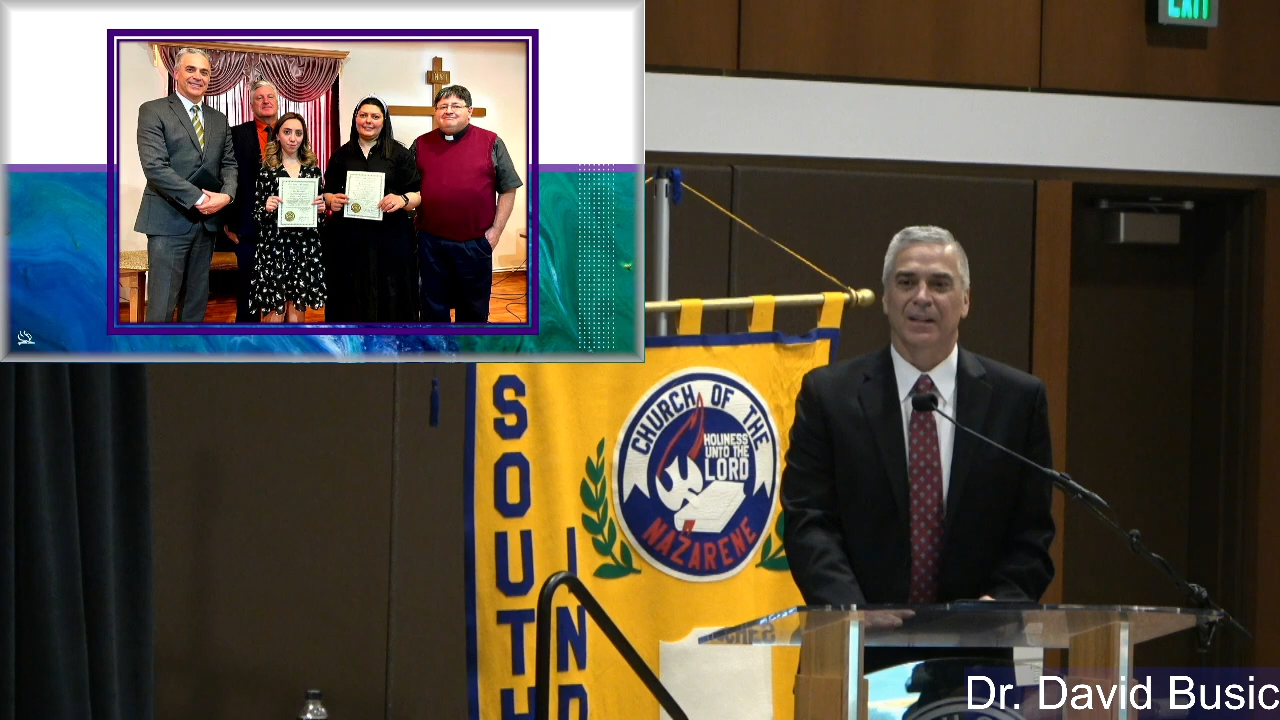 EXIT
SOUTH
IND
CHURCH OF THE
HOLINESS
UNTO THE
LORD
NAZARENE
Dr. David Busic